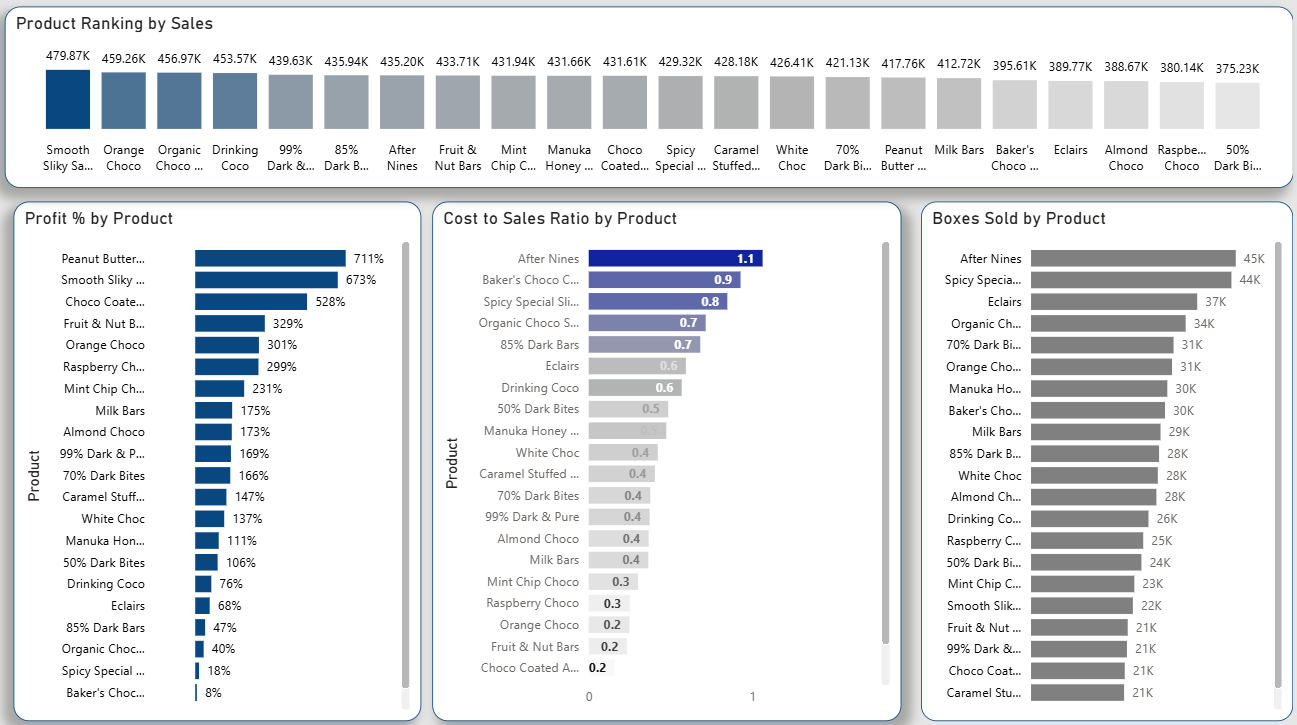 Product Ranking by Sales
479.87K 459.26K 456.97K 453.57K 439.63K 435.94K 435.20K 433.71K 431.94K 431.66K 431.61K 429.32K 428.18K 426.41K 421.13K 417.76K 412.72K 395.61K 389.77K 388.67K 380.14K 375.23K
Smooth Orange Organic Drinking 99% 85% After Fruit & Mint Manuka Choco Spicy Caramel White 70% Peanut Milk Bars Baker's Eclairs Almond Raspbe... 50%
Sliky Sa... Choco Choco ... Coco Dark &... Dark B... Nines Nut Bars Chip C... Honey ... Coated... Special ... Stuffed... Choc Dark Bi... Butter ... Choco ... Choco Choco Dark Bi...
Profit % by Product
Product
Peanut Butter... 711%
Smooth Sliky ... 673%
Choco Coate... 528%
Fruit & Nut B... 329%
Orange Choco 301%
Raspberry Ch... 299%
Mint Chip Ch... 231%
Milk Bars 175%
Almond Choco 173%
99% Dark & P... 169%
70% Dark Bites 166%
Caramel Stuff... 147%
White Choc 137%
Manuka Hon... 111%
50% Dark Bites 106%
Drinking Coco 76%
Eclairs 68%
85% Dark Bars 47%
Organic Choc... 40%
Spicy Special ... 18%
Baker's Choc... 8%
Cost to Sales Ratio by Product
Product
After Nines 1.1
Baker's Choco C... 0.9
Spicy Special Sli... 0.8
Organic Choco S... 0.7
85% Dark Bars 0.7
Eclairs 0.6
Drinking Coco 0.6
50% Dark Bites 0.5
Manuka Honey ... 0.5
White Choc 0.4
Caramel Stuffed ... 0.4
70% Dark Bites 0.4
99% Dark & Pure 0.4
Almond Choco 0.4
Milk Bars 0.4
Mint Chip Choco 0.3
Raspberry Choco 0.3
Orange Choco 0.2
Fruit & Nut Bars 0.2
Choco Coated A... 0.2
0 1
Boxes Sold by Product
After Nines 45K
Spicy Specia... 44K
Eclairs 37K
Organic Ch... 34K
70% Dark Bi... 31K
Orange Cho... 31K
Manuka Ho... 30K
Baker's Cho... 30K
Milk Bars 29K
85% Dark B... 28K
White Choc 28K
Almond Ch... 28K
Drinking Co... 26K
Raspberry C... 25K
50% Dark Bi... 24K
Mint Chip C... 23K
Smooth Slik... 22K
Fruit & Nut ... 21K
99% Dark &... 21K
Choco Coat... 21K
Caramel Stu... 21K